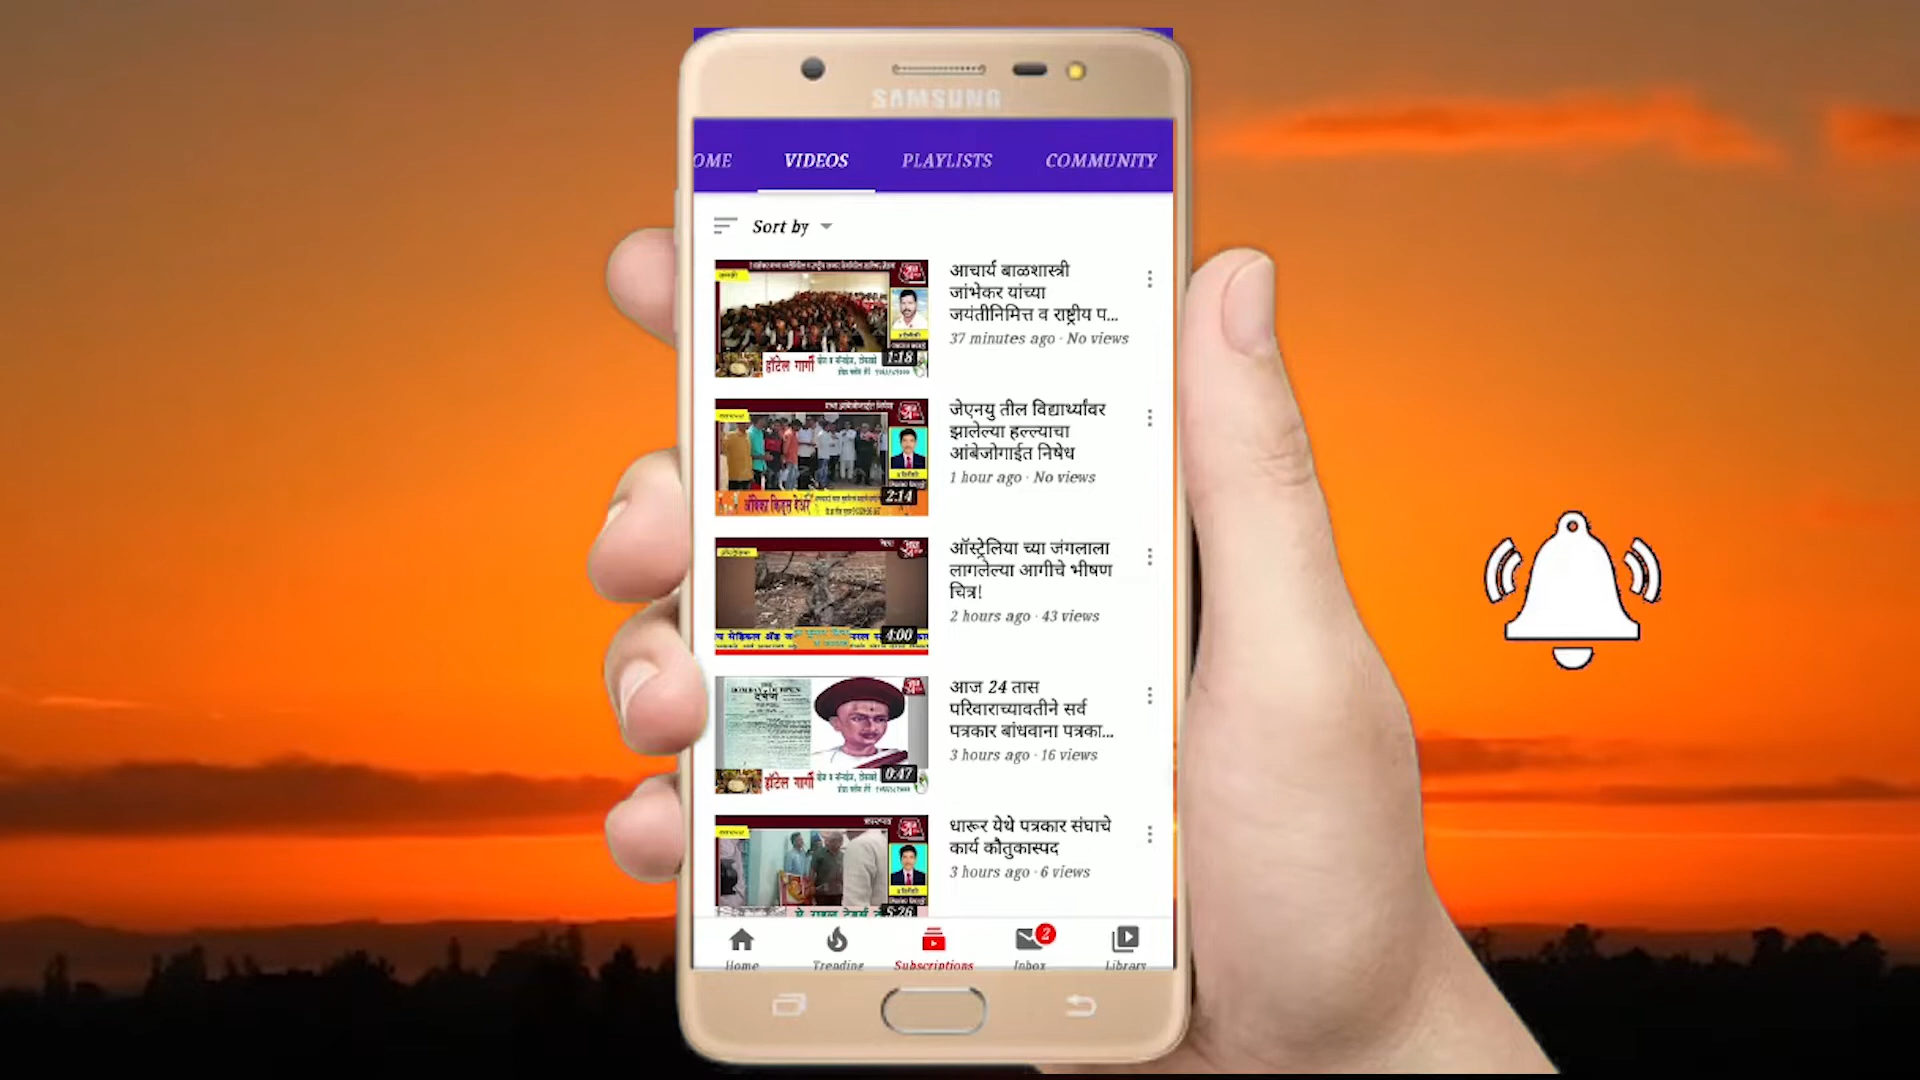 SAMSUNG
OME VIDEOS PLAYLISTS COMMUNITY
Sort by
आचार्य बाळशास्त्री
जांभेकर यांच्या
जयंतीनिमित्त व राष्ट्रीय प...
37 minutes ago · No views
हॉटेल गार्गी
1:18
जेएनयु तील विद्यार्थ्यांवर
झालेल्या हल्ल्याचा
आंबेजोगाईत निषेध
1 hour ago · No views
अंबिका किड्स वेअर
2:14
ऑस्ट्रेलिया च्या जंगलाला
लागलेल्या आगीचे भीषण
चित्र!
2 hours ago · 43 views
4:00
आज 24 तास
परिवाराच्यावतीने सर्व
पत्रकार बांधवाना पत्रका...
3 hours ago · 16 views
हॉटेल गार्गी
0:47
धारूर येथे पत्रकार संघाचे
कार्य कौतुकास्पद
3 hours ago · 6 views
5:26
Home Trending Subscriptions Inbox Library
2